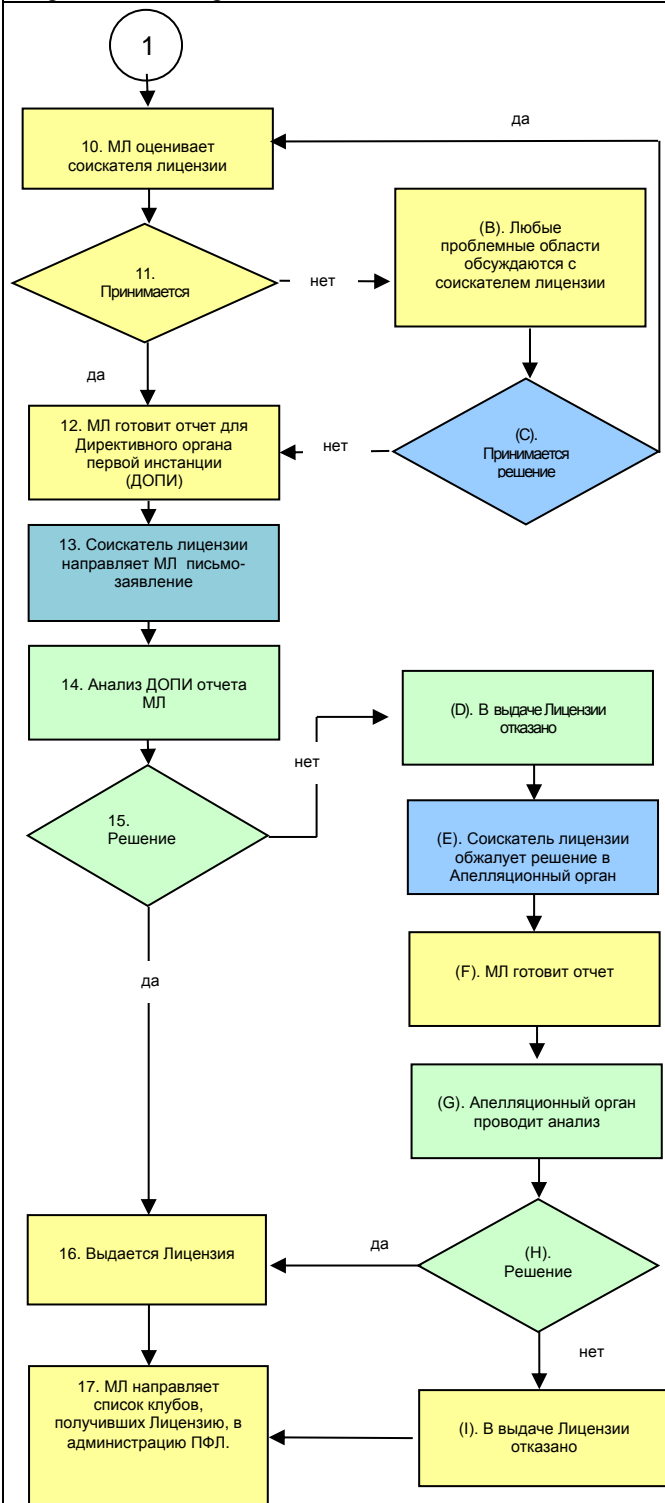 1
10. МЛ оценивает
соискателя лицензии
да
11.
Принимается
нет
(B). Любые
проблемные области
обсуждаются с
соискателем лицензии
да
12. МЛ готовит отчет для
Директивного органа
первой инстанции
(ДОПИ)
нет
(C).
Принимается
решение
13. Соискатель лицензии
направляет МЛ письмо-
заявление
14. Анализ ДОПИ отчета
МЛ
(D). В выдаче Лицензии
отказано
нет
15.
Решение
(E). Соискатель лицензии
обжалует решение в
Апелляционный орган
(F). МЛ готовит отчет
да
(G). Апелляционный орган
проводит анализ
16. Выдается Лицензия
да
(H).
Решение
нет
17. МЛ направляет
список клубов,
получивших Лицензию, в
администрацию ПФЛ.
(I). В выдаче Лицензии
отказано